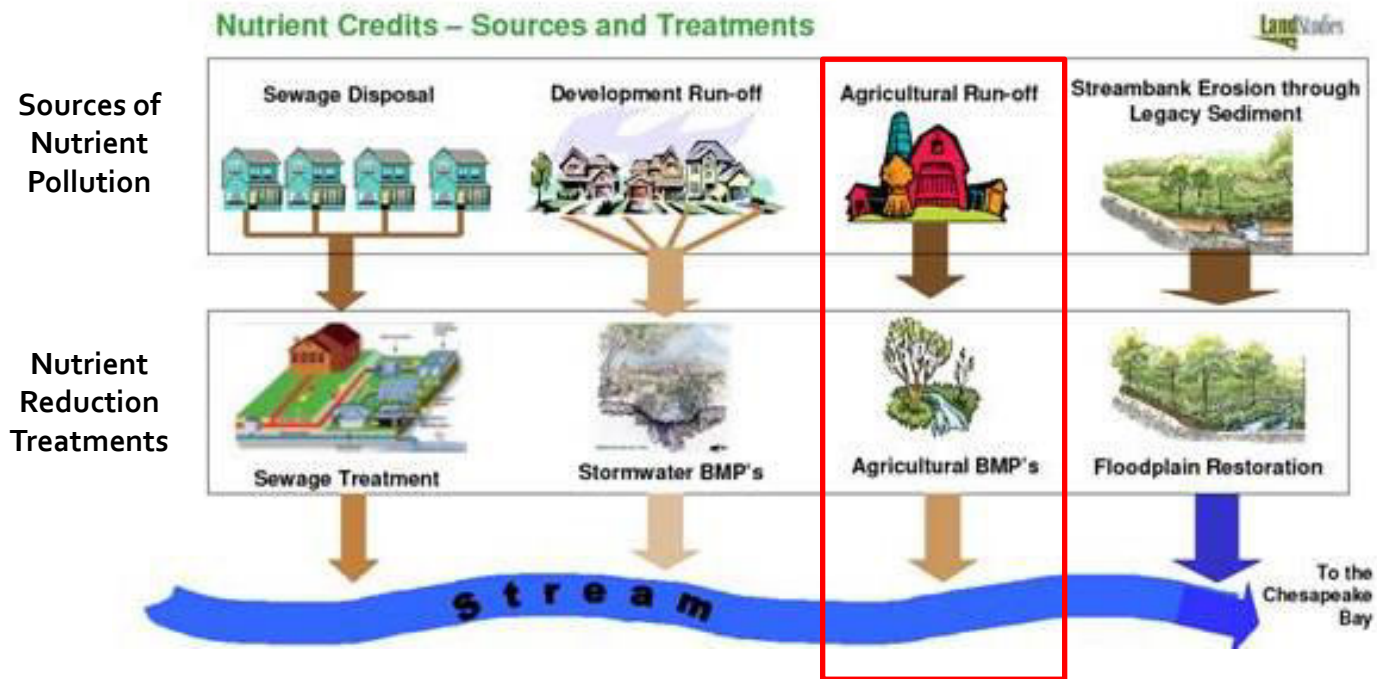 Nutrient Credits – Sources and Treatments
LandStudies
Sources of
Nutrient
Pollution
Sewage Disposal
Development Run-off
Agricultural Run-off
Streambank Erosion through
Legacy Sediment
Nutrient
Reduction
Treatments
Sewage Treatment
Stormwater BMP's
Agricultural BMP's
Floodplain Restoration
Stream
To the
Chesapeake
Bay